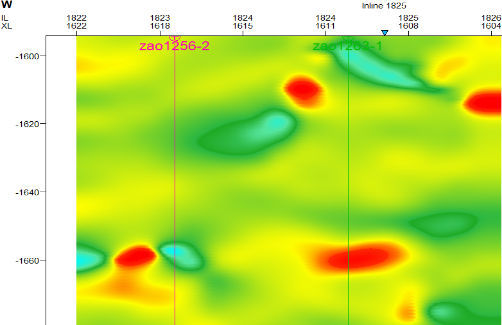 W
Inline 1825
IL 1822 1823 1824 1824 1825 1826
XL 1622 1618 1615 1611 1608 1604
zao1256-2 zao1263-1
-1600
-1620
-1640
-1660